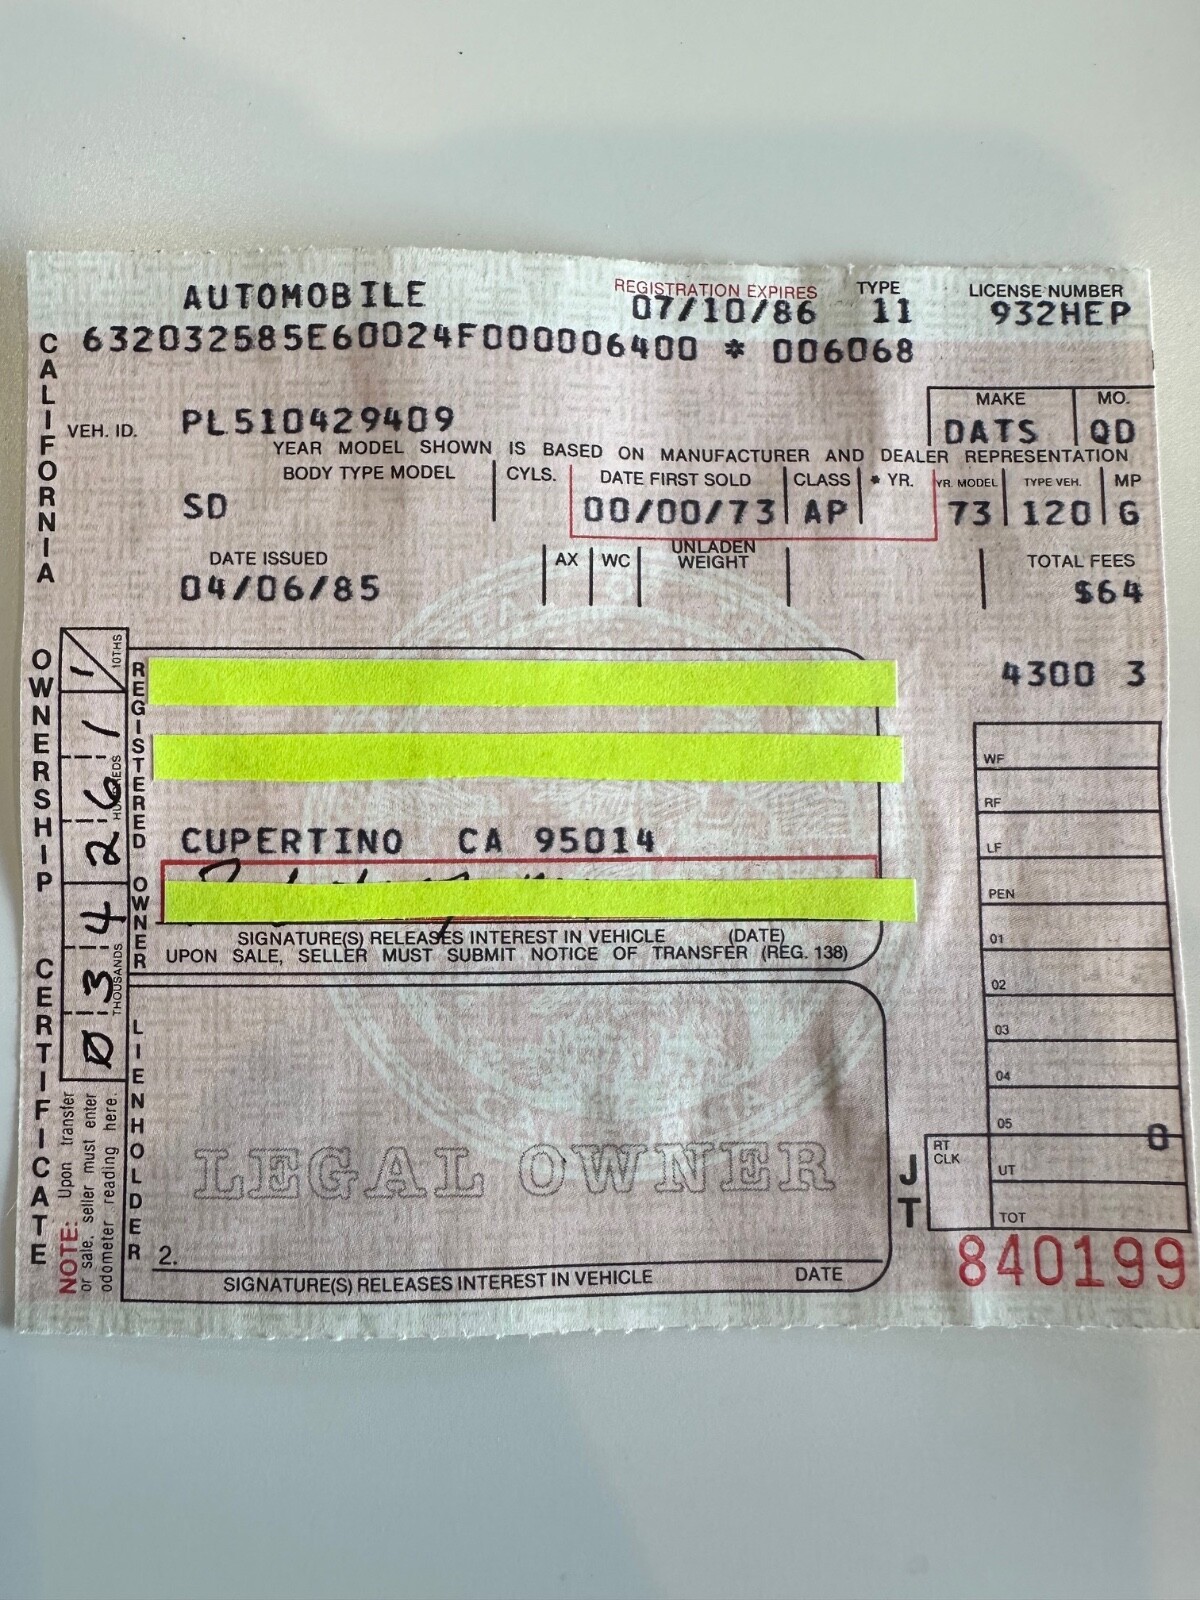 AUTOMOBILE
REGISTRATION EXPIRES
07/10/86
TYPE
11
LICENSE NUMBER
932HEP
632032585E60024F000006400 * 006068
CALIFORNIA
VEH. ID. PL510429409
MAKE
DATS
MO.
QD
YEAR MODEL SHOWN IS BASED ON MANUFACTURER AND DEALER REPRESENTATION
BODY TYPE MODEL
SD
CYLS.
DATE FIRST SOLD
00/00/73
CLASS
AP
* YR.
YR. MODEL
73
TYPE VEH.
120
MP
G
DATE ISSUED
04/06/85
AX
WC
UNLADEN WEIGHT
TOTAL FEES
$64
4300 3
OWNERSHIP CERTIFICATE
10THS
HUNDREDS
THOUSANDS
0 3 4 2 6 1 1
NOTE: Upon transfer
or sale, seller must enter
odometer reading here.
REGISTERED OWNER
CUPERTINO CA 95014
SIGNATURE(S) RELEASES INTEREST IN VEHICLE (DATE)
UPON SALE, SELLER MUST SUBMIT NOTICE OF TRANSFER (REG. 138)
LIENHOLDER
LEGAL OWNER
2.
SIGNATURE(S) RELEASES INTEREST IN VEHICLE DATE
WF
RF
LF
PEN
01
02
03
04
05
0
JT
RT CLK
UT
TOT
840199